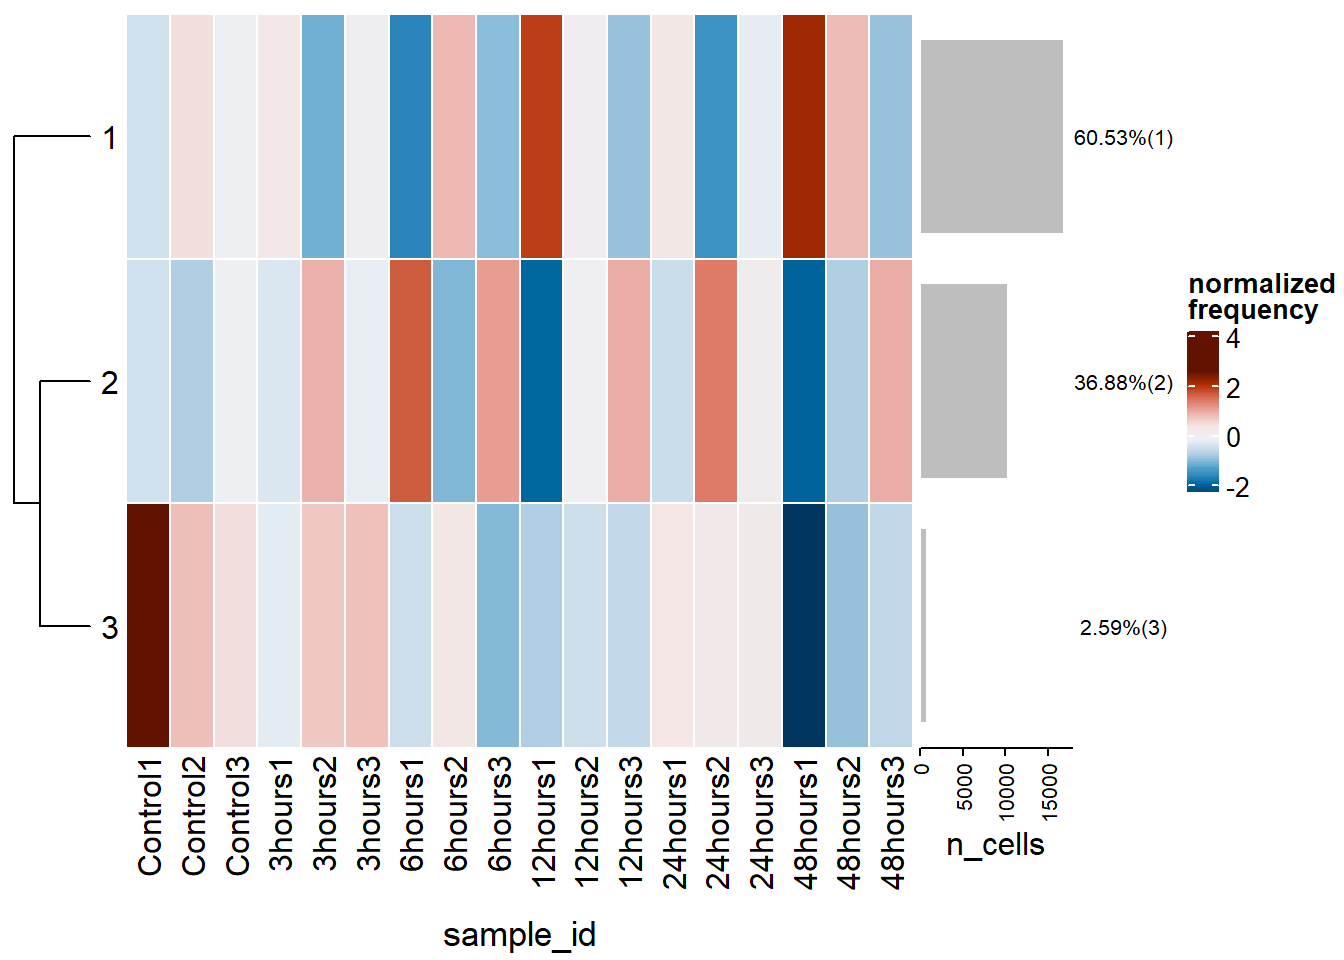 1
60.53%(1)
2
36.88%(2)
3
2.59%(3)
normalized
frequency
4
2
0
-2
Control1
Control2
Control3
3hours1
3hours2
3hours3
6hours1
6hours2
6hours3
12hours1
12hours2
12hours3
24hours1
24hours2
24hours3
48hours1
48hours2
48hours3
sample_id
0
5000
10000
15000
n_cells